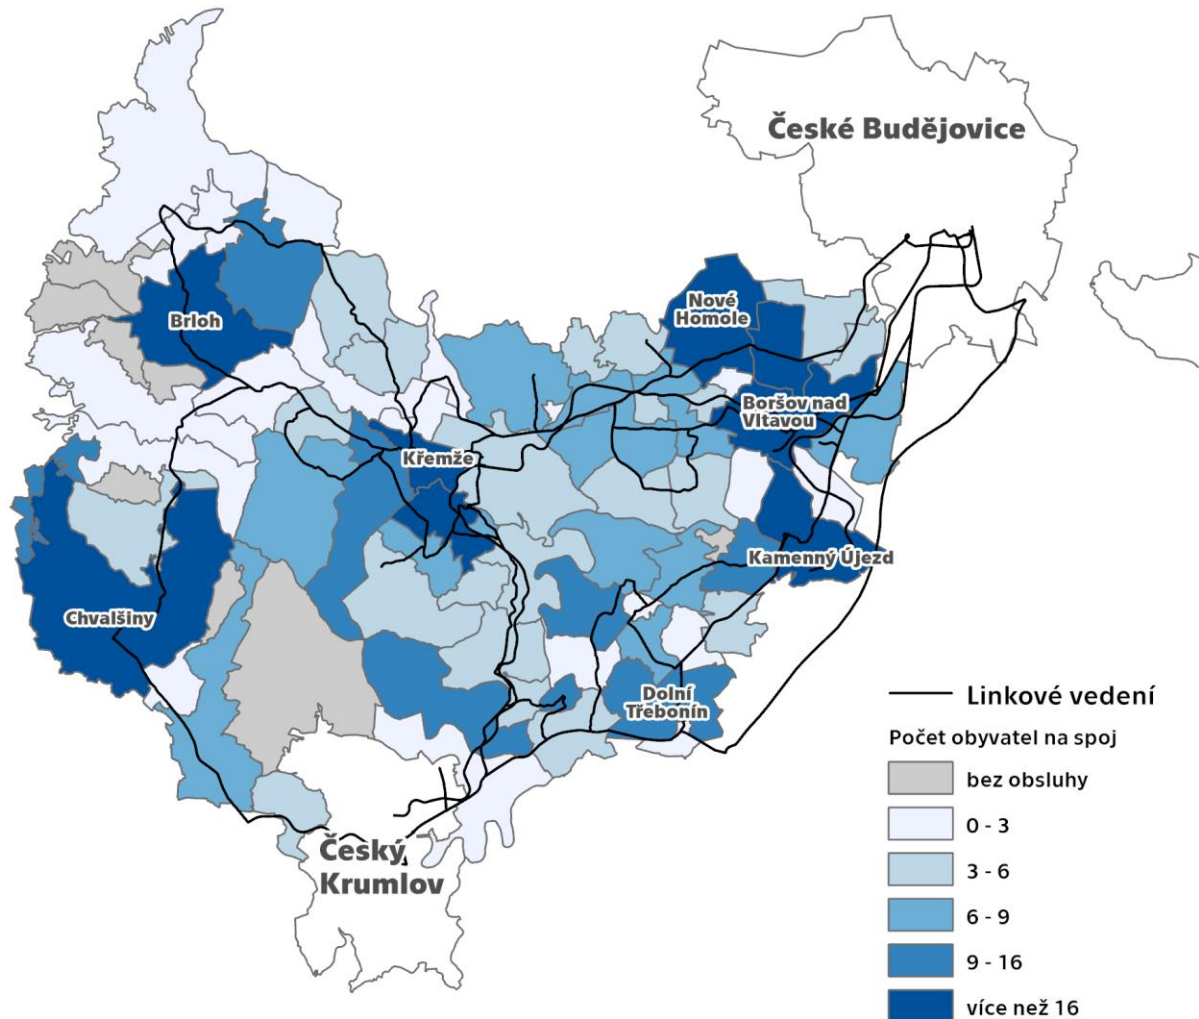 České Budějovice
Nové
Homole
Brloh
Boršov nad
Vltavou
Křemže
Kamenný Újezd
Chvalšiny
Dolní
Třebonín
Český
Krumlov
Linkové vedení
Počet obyvatel na spoj
bez obsluhy
0 - 3
3 - 6
6 - 9
9 - 16
více než 16